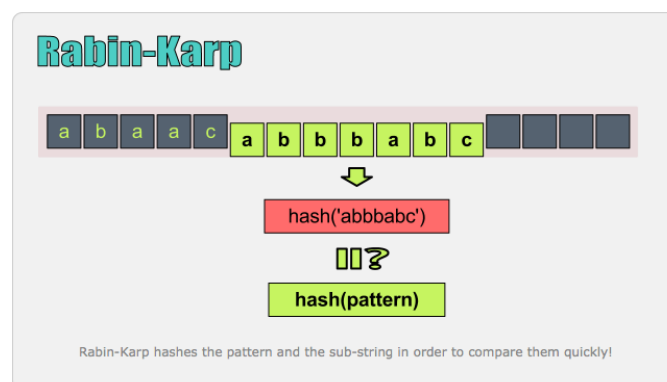 Rabin-Karp
a b a a c a b b b a b c
hash('abbbabc')
=?
hash(pattern)
Rabin-Karp hashes the pattern and the sub-string in order to compare them quickly!